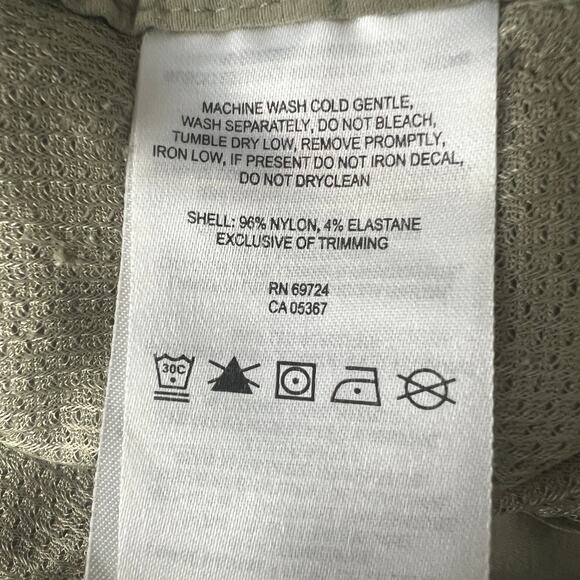 MACHINE WASH COLD GENTLE,
WASH SEPARATELY, DO NOT BLEACH,
TUMBLE DRY LOW, REMOVE PROMPTLY,
IRON LOW, IF PRESENT DO NOT IRON DECAL,
DO NOT DRYCLEAN
SHELL: 96% NYLON, 4% ELASTANE
EXCLUSIVE OF TRIMMING
RN 69724
CA 05367
30C